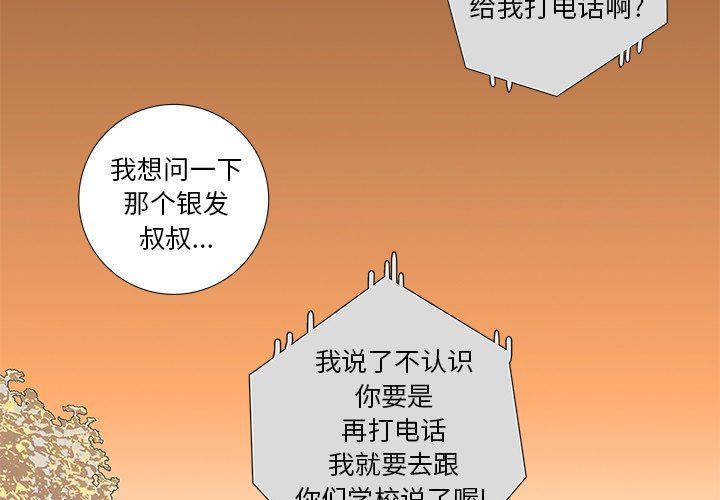 给我打电话啊?
我想问一下
那个银发
叔叔...
我说了不认识
你要是
再打电话
我就要去跟
你们学校说了喔!